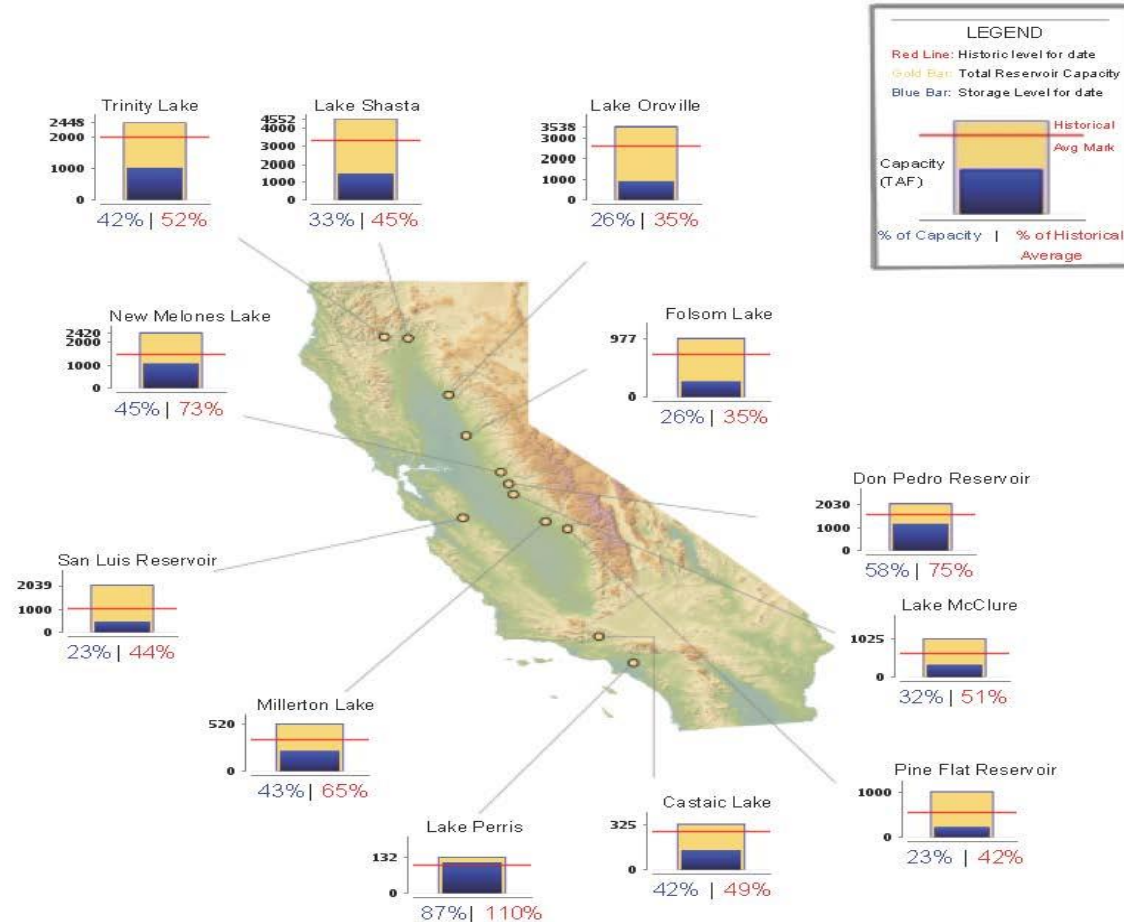 LEGEND
Red Line: Historic level for date
Gold Bar: Total Reservoir Capacity
Blue Bar: Storage Level for date
Historical
Avg Mark
Capacity
(TAF)
% of Capacity | % of Historical
Average
Trinity Lake
2448
2000
1000
0
42% | 52%
Lake Shasta
4552
4000
3000
2000
1000
0
33% | 45%
Lake Oroville
3538
3000
2000
1000
0
26% | 35%
New Melones Lake
2420
2000
1000
0
45% | 73%
Folsom Lake
977
0
26% | 35%
Don Pedro Reservoir
2030
1000
0
58% | 75%
San Luis Reservoir
2039
1000
0
23% | 44%
Lake McClure
1025
0
32% | 51%
Millerton Lake
520
0
43% | 65%
Pine Flat Reservoir
1000
0
23% | 42%
Castaic Lake
325
0
42% | 49%
Lake Perris
132
0
87% | 110%